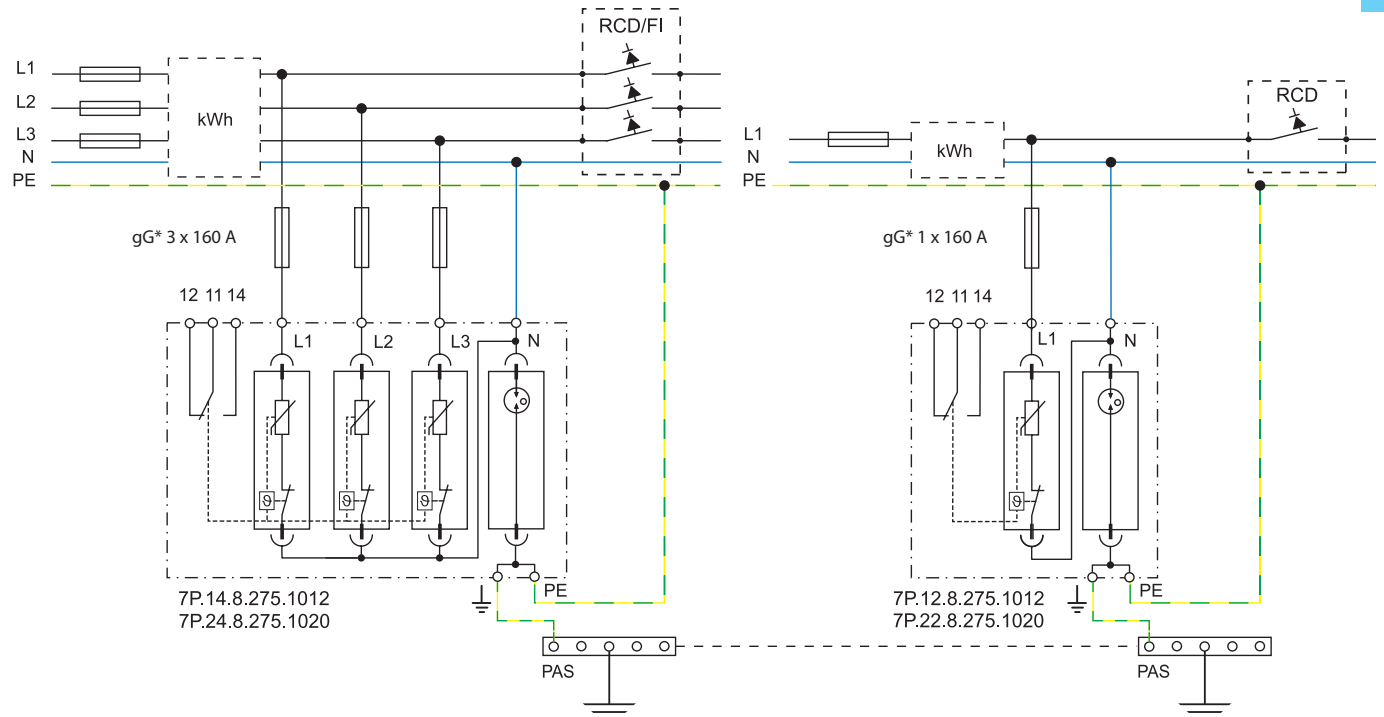 RCD/FI
L1
L2
kWh
L3
N
PE
gG* 3 x 160 A
12 11 14
L1 L2 L3 N
ϑ ϑ ϑ
PE
7P.14.8.275.1012
7P.24.8.275.1020
PAS
RCD
L1
kWh
N
PE
gG* 1 x 160 A
12 11 14
L1 N
ϑ
PE
7P.12.8.275.1012
7P.22.8.275.1020
PAS